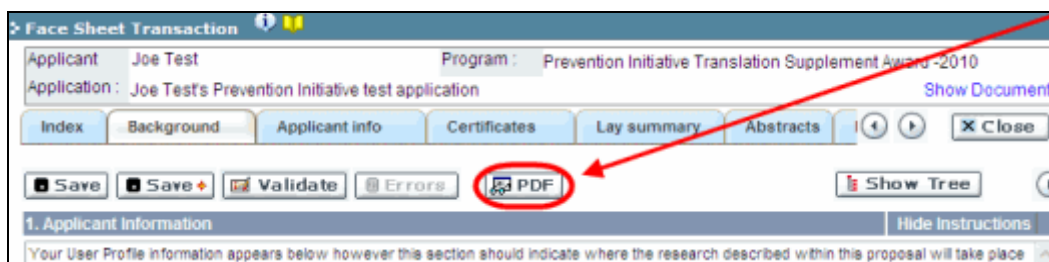 Face Sheet Transaction
Applicant Joe Test Program : Prevention Initiative Translation Supplement Award -2010
Application : Joe Test's Prevention Initiative test application Show Document
Index Background Applicant info Certificates Lay summary Abstracts Close
Save Save Validate Errors PDF Show Tree
1. Applicant Information Hide Instructions
Your User Profile information appears below however this section should indicate where the research described within this proposal will take place